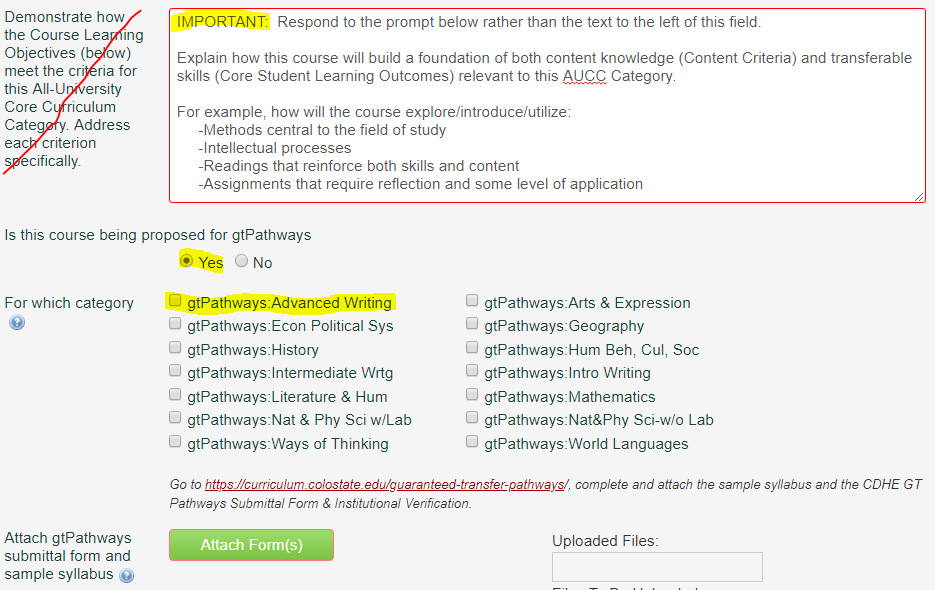 Demonstrate how
the Course Learning
Objectives (below)
meet the criteria for
this All-University
Core Curriculum
Category. Address
each criterion
specifically.
IMPORTANT: Respond to the prompt below rather than the text to the left of this field.
Explain how this course will build a foundation of both content knowledge (Content Criteria) and transferable
skills (Core Student Learning Outcomes) relevant to this AUCC Category.
For example, how will the course explore/introduce/utilize:
-Methods central to the field of study
-Intellectual processes
-Readings that reinforce both skills and content
-Assignments that require reflection and some level of application
Is this course being proposed for gtPathways
Yes No
For which category
gtPathways:Advanced Writing gtPathways:Arts & Expression
gtPathways:Econ Political Sys gtPathways:Geography
gtPathways:History gtPathways:Hum Beh, Cul, Soc
gtPathways:Intermediate Wrtg gtPathways:Intro Writing
gtPathways:Literature & Hum gtPathways:Mathematics
gtPathways:Nat & Phy Sci w/Lab gtPathways:Nat&Phy Sci-w/o Lab
gtPathways:Ways of Thinking gtPathways:World Languages
Go to https://curriculum.colostate.edu/guaranteed-transfer-pathways/, complete and attach the sample syllabus and the CDHE GT
Pathways Submittal Form & Institutional Verification.
Attach gtPathways
submittal form and
sample syllabus
Attach Form(s)
Uploaded Files: